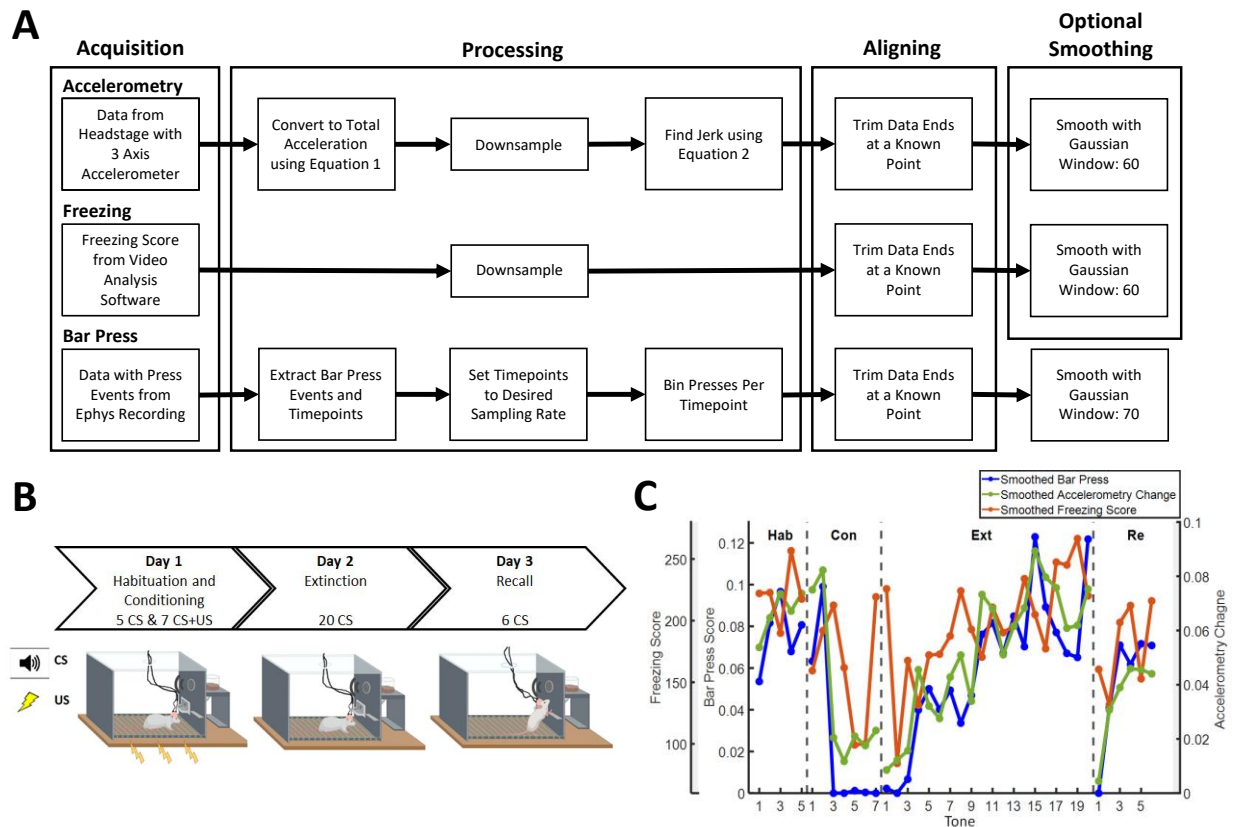 A
Acquisition
Processing
Aligning
Optional
Smoothing
Accelerometry
Data from
Headstage with
3 Axis
Accelerometer
Convert to Total
Acceleration
using Equation 1
Downsample
Find Jerk using
Equation 2
Trim Data Ends
at a Known
Point
Smooth with
Gaussian
Window: 60
Freezing
Freezing Score
from Video
Analysis
Software
Downsample
Trim Data Ends
at a Known
Point
Smooth with
Gaussian
Window: 60
Bar Press
Data with Press
Events from
Ephys Recording
Extract Bar Press
Events and
Timepoints
Set Timepoints
to Desired
Sampling Rate
Bin Presses Per
Timepoint
Trim Data Ends
at a Known
Point
Smooth with
Gaussian
Window: 70
B
Day 1
Habituation and
Conditioning
5 CS & 7 CS+US
Day 2
Extinction
20 CS
Day 3
Recall
6 CS
CS
US
C
Smoothed Bar Press
Smoothed Accelerometry Change
Smoothed Freezing Score
Hab
Con
Ext
Re
Freezing Score
250
200
150
100
Bar Press Score
0.12
0.1
0.08
0.06
0.04
0.02
0
Accelerometry Chagne
0.1
0.08
0.06
0.04
0.02
0
1 3 5 1 3 5 7 1 3 5 7 9 11 13 15 17 19 1 3 5
Tone